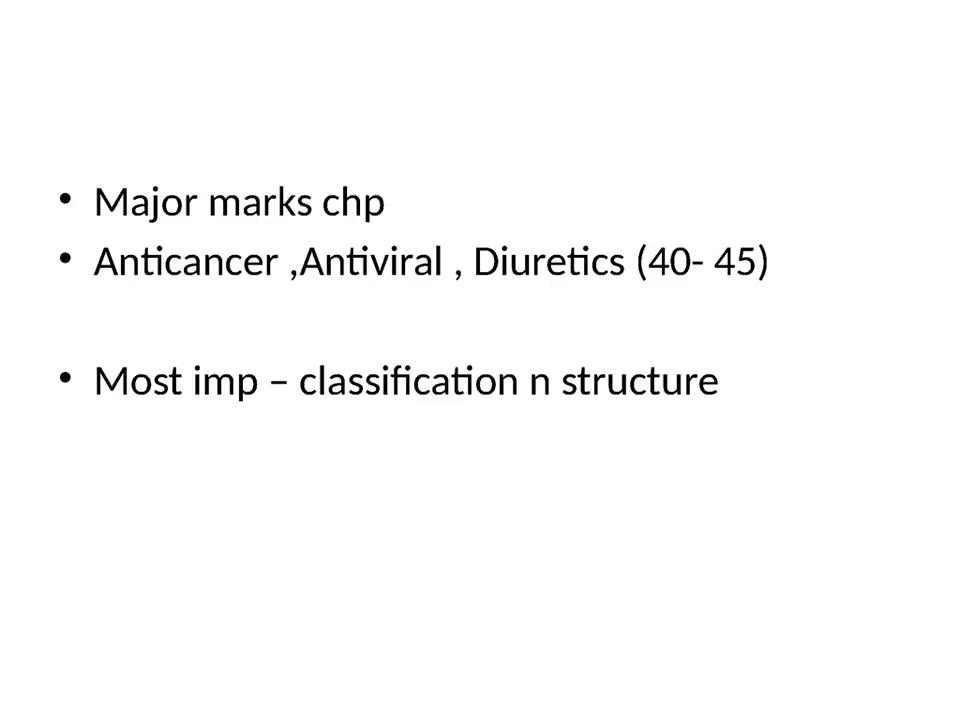 • Major marks chp
• Anticancer ,Antiviral , Diuretics (40- 45)
• Most imp – classification n structure